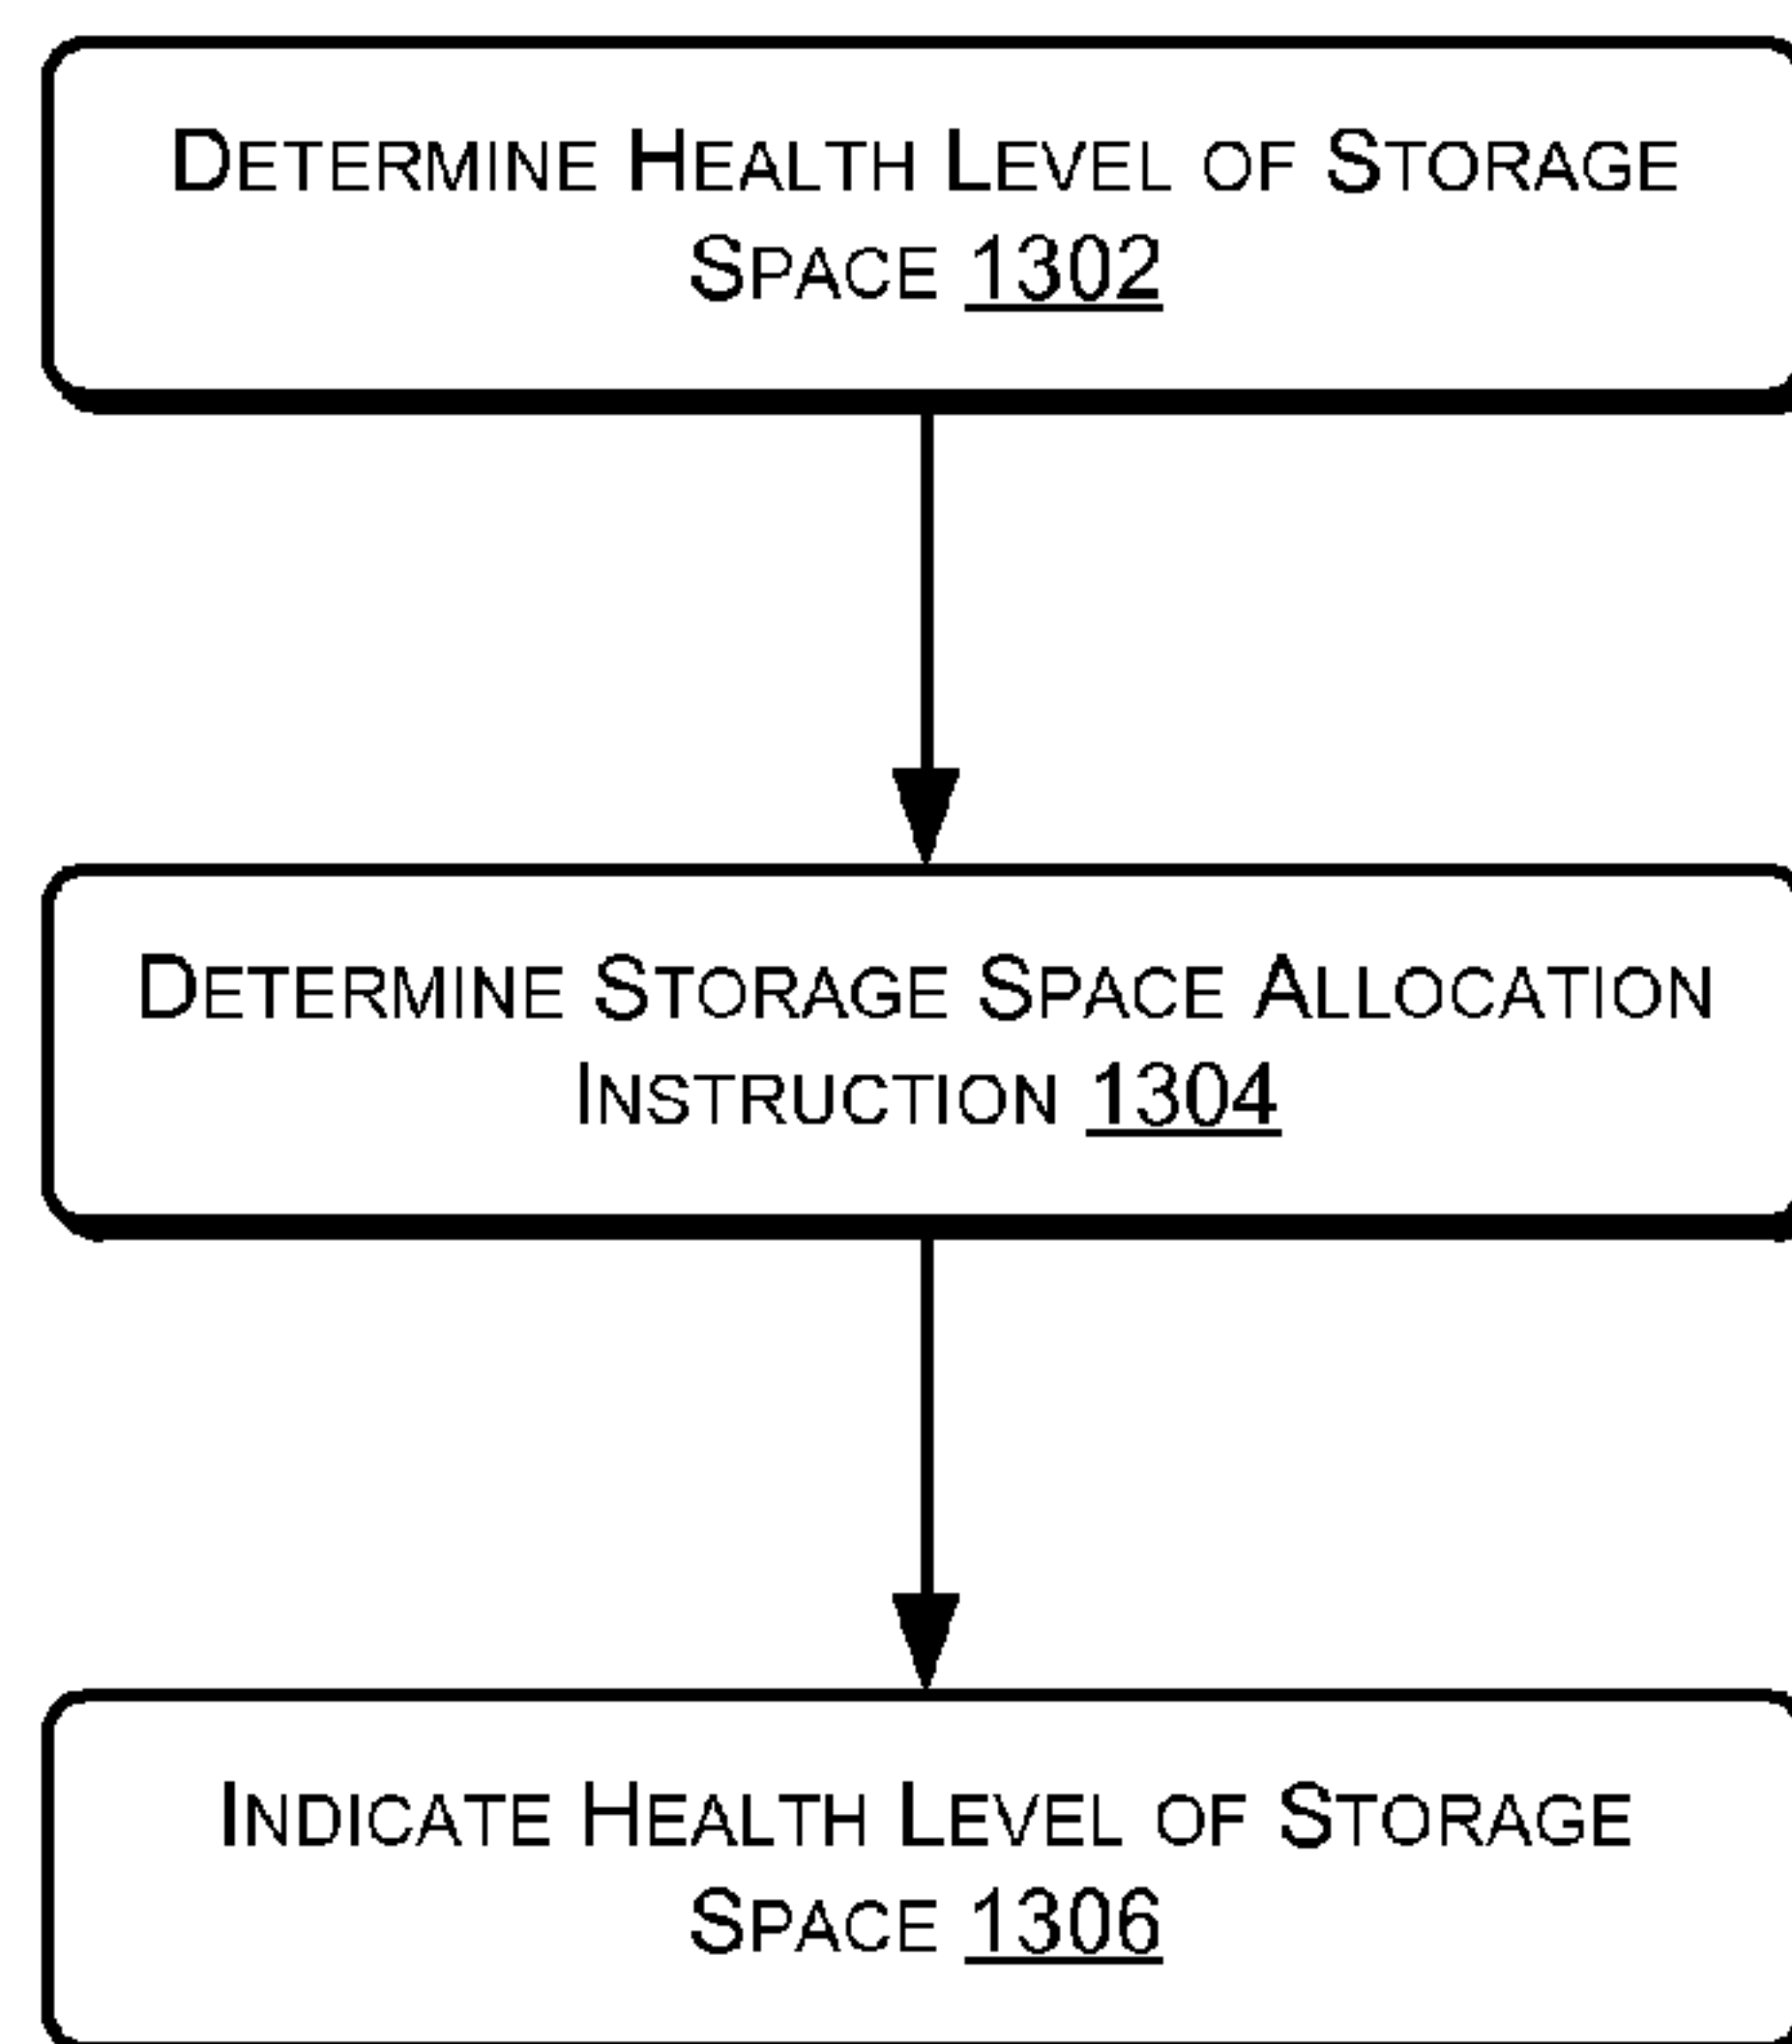 Determine Health Level of Storage
Space 1302
Determine Storage Space Allocation
Instruction 1304
Indicate Health Level of Storage
Space 1306